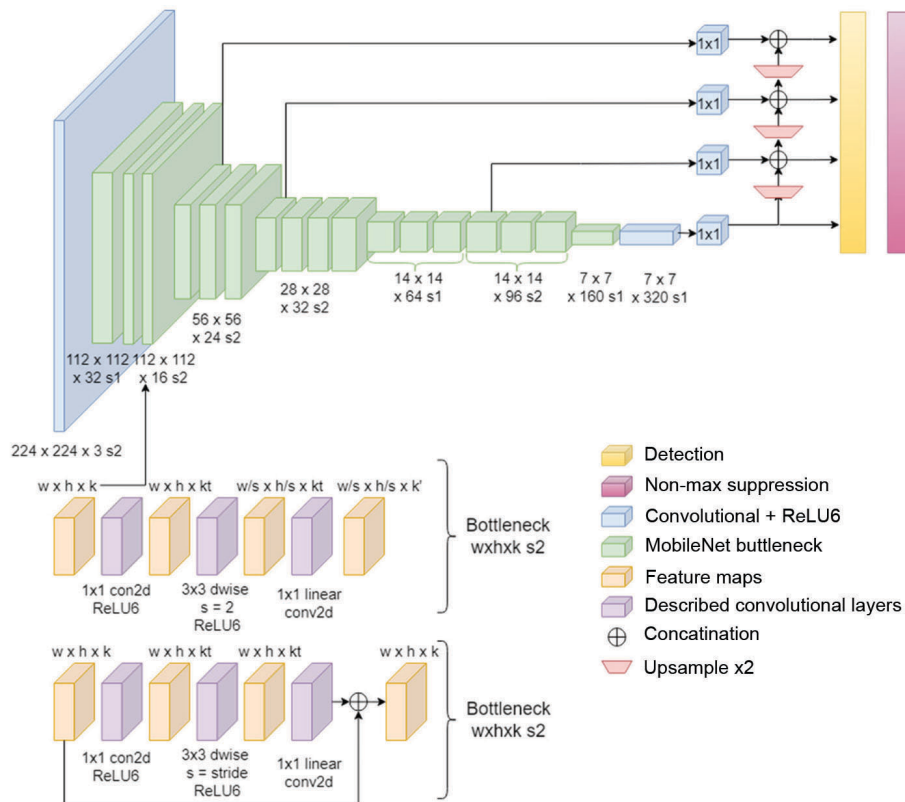 1x1
1x1
1x1
1x1
14 x 14
x 64 s1
14 x 14
x 96 s2
7 x 7
x 160 s1
7 x 7
x 320 s1
28 x 28
x 32 s2
56 x 56
x 24 s2
112 x 112
x 32 s1
112 x 112
x 16 s2
224 x 224 x 3 s2
w x h x k
w x h x kt
w/s x h/s x kt
w/s x h/s x k'
1x1 con2d
ReLU6
3x3 dwise
s = 2
ReLU6
1x1 linear
conv2d
Bottleneck
wxhxk s2
w x h x k
w x h x kt
w x h x kt
w x h x k
1x1 con2d
ReLU6
3x3 dwise
s = stride
ReLU6
1x1 linear
conv2d
Bottleneck
wxhxk s2
Detection
Non-max suppression
Convolutional + ReLU6
MobileNet buttleneck
Feature maps
Described convolutional layers
Concatination
Upsample x2